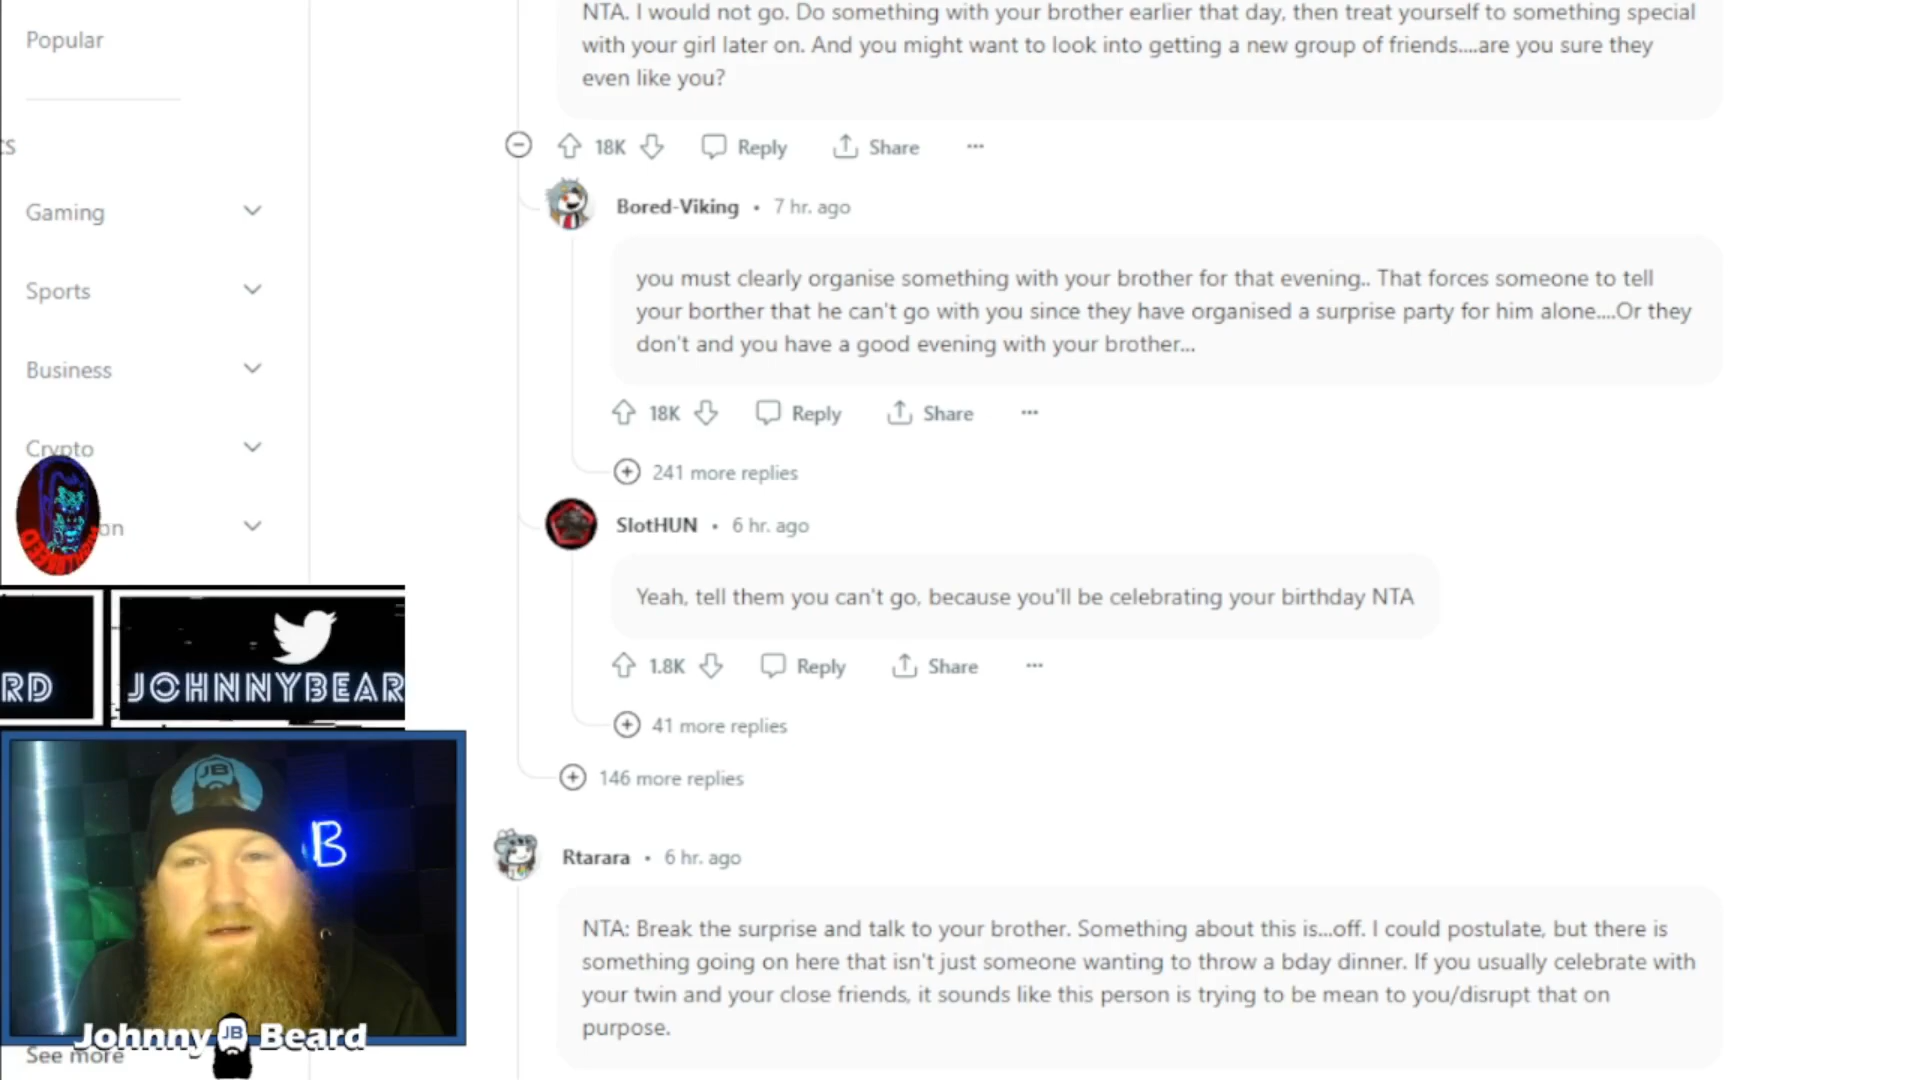 NTA. I would not go. Do something with your brother earlier that day, then treat yourself to something special
with your girl later on. And you might want to look into getting a new group of friends....are you sure they
even like you?
Popular
cs
Gaming
Sports
Business
Crypto
on
See more
18K Reply Share ...
Bored-Viking • 7 hr. ago
you must clearly organise something with your brother for that evening.. That forces someone to tell
your borther that he can't go with you since they have organised a surprise party for him alone....Or they
don't and you have a good evening with your brother...
18K Reply Share ...
241 more replies
SlotHUN • 6 hr. ago
Yeah, tell them you can't go, because you'll be celebrating your birthday NTA
1.8K Reply Share ...
41 more replies
146 more replies
Rtarara • 6 hr. ago
NTA: Break the surprise and talk to your brother. Something about this is...off. I could postulate, but there is
something going on here that isn't just someone wanting to throw a bday dinner. If you usually celebrate with
your twin and your close friends, it sounds like this person is trying to be mean to you/disrupt that on
purpose.
RD
JOHNNYBEAR
JB
B
Johnny JB Beard